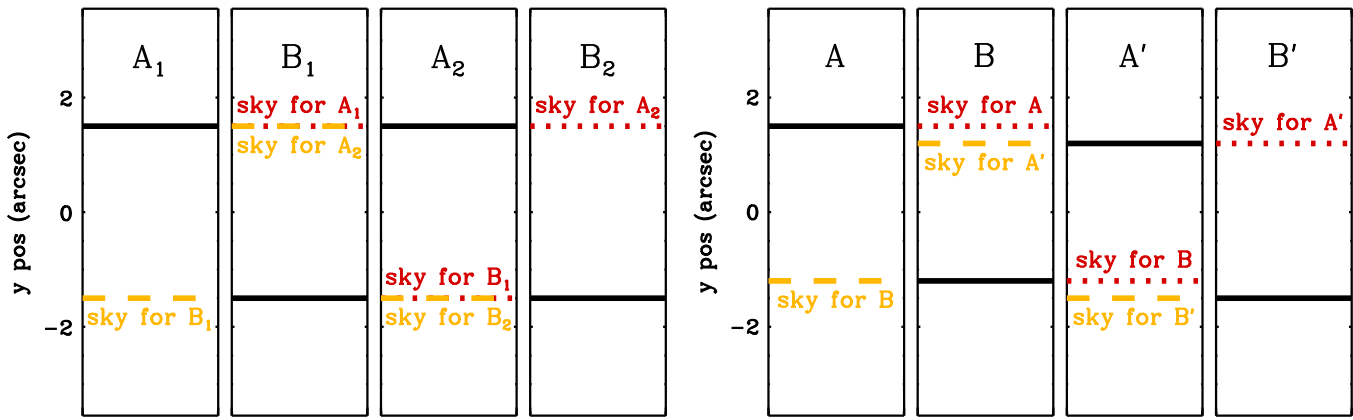 A₁ B₁ A₂ B₂
y pos (arcsec)
2
0
-2
sky for A₁
sky for A₂
sky for A₂
sky for B₁
sky for B₁
sky for B₂
A B A′ B′
y pos (arcsec)
2
0
-2
sky for A
sky for A′
sky for A′
sky for B
sky for B
sky for B′